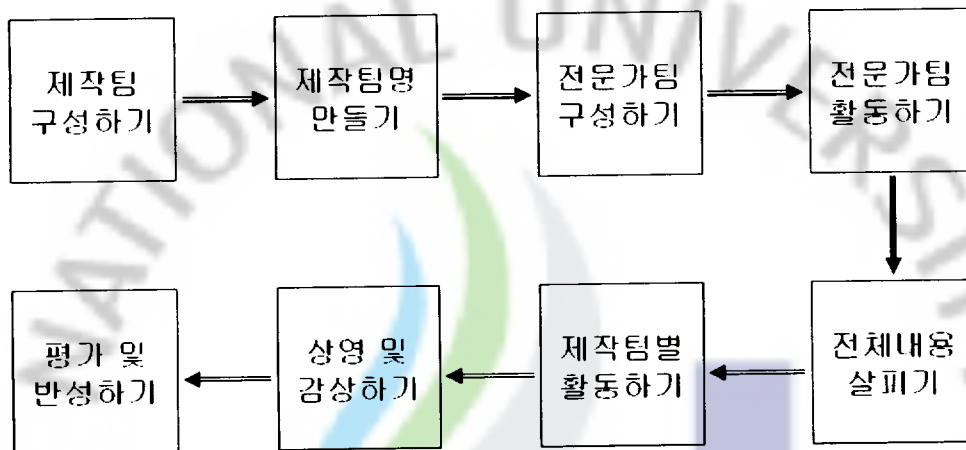 제작팀
구성하기
제작팀명
만들기
전문가팀
구성하기
전문가팀
활동하기
전체내용
살피기
제작팀별
활동하기
상영 및
감상하기
평가 및
반성하기
NATIONAL UNIVERSI